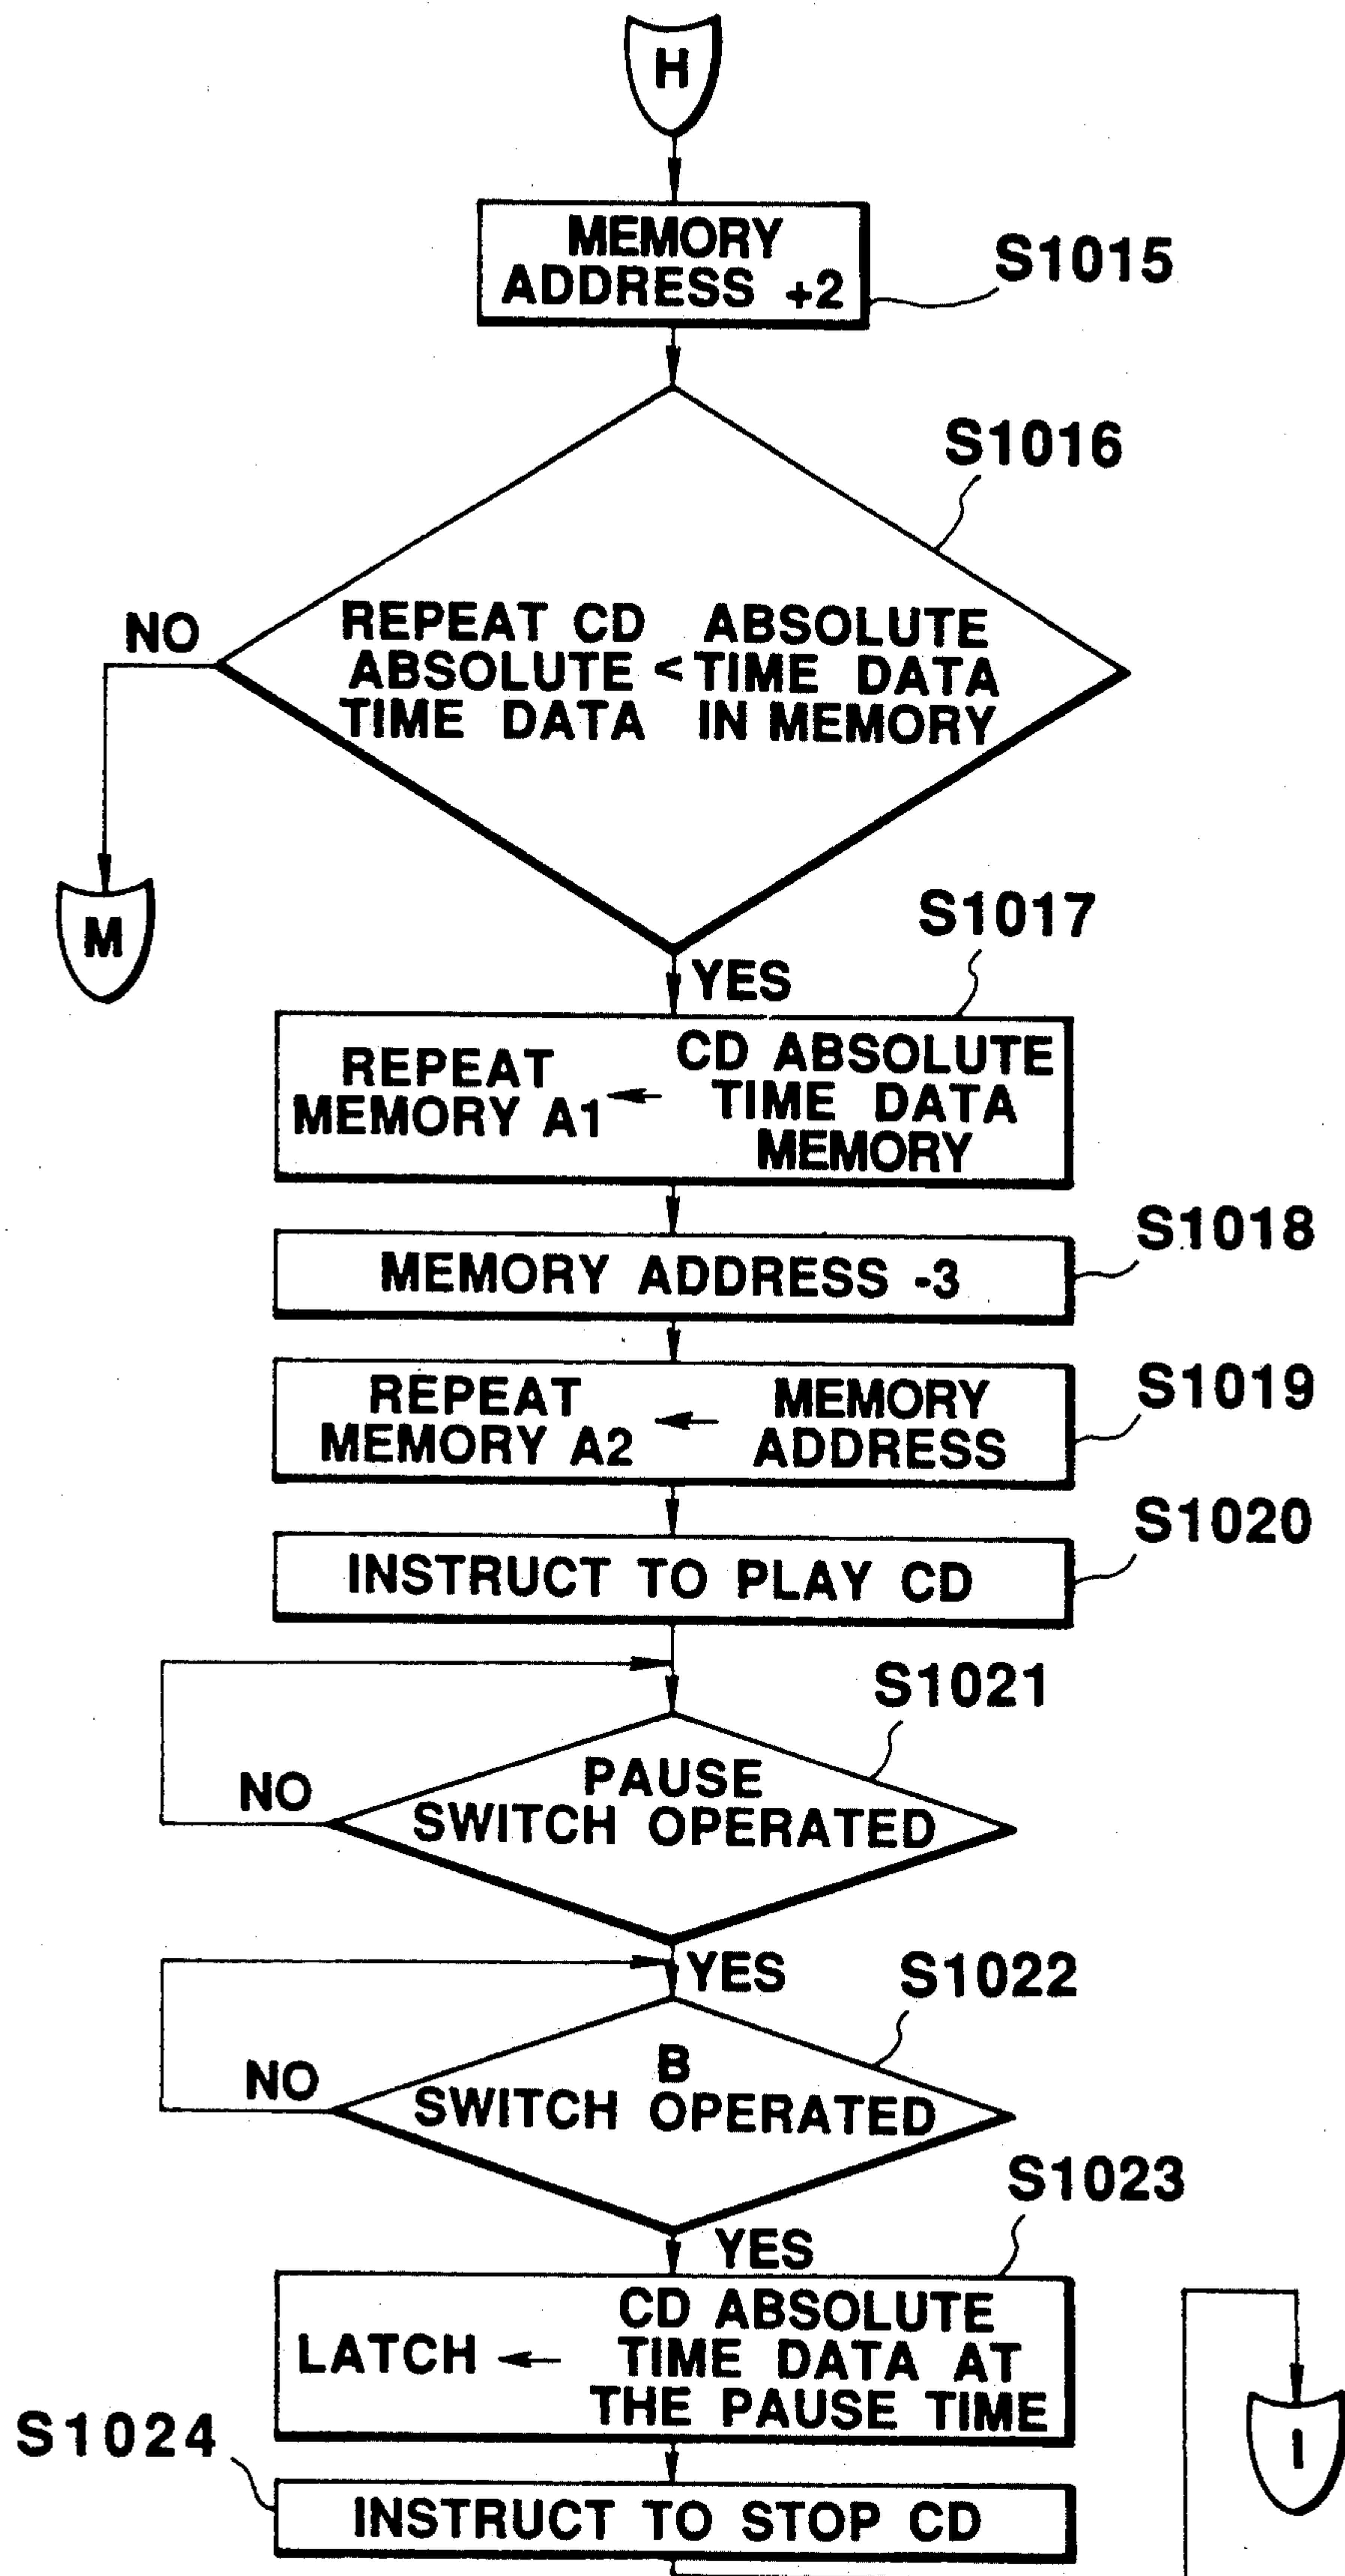 H
MEMORY
ADDRESS +2
S1015
S1016
NO
REPEAT CD ABSOLUTE
ABSOLUTE < TIME DATA
TIME DATA IN MEMORY
M
YES
S1017
REPEAT
MEMORY A1
←
CD ABSOLUTE
TIME DATA
MEMORY
S1018
MEMORY ADDRESS -3
S1019
REPEAT
MEMORY A2
←
MEMORY
ADDRESS
S1020
INSTRUCT TO PLAY CD
S1021
NO
PAUSE
SWITCH OPERATED
YES
S1022
NO
B
SWITCH OPERATED
YES
S1023
LATCH ←
CD ABSOLUTE
TIME DATA AT
THE PAUSE TIME
S1024
I
INSTRUCT TO STOP CD